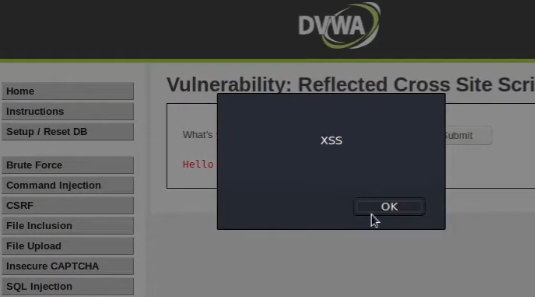 DVWA
Vulnerability: Reflected Cross Site Scri
Home
Instructions
Setup / Reset DB
Brute Force
Command Injection
CSRF
File Inclusion
File Upload
Insecure CAPTCHA
SQL Injection
What's
ubmit
Hello
XSS
OK